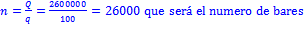 n = Q/q = 2600000/100 = 26000 que será el numero de bares